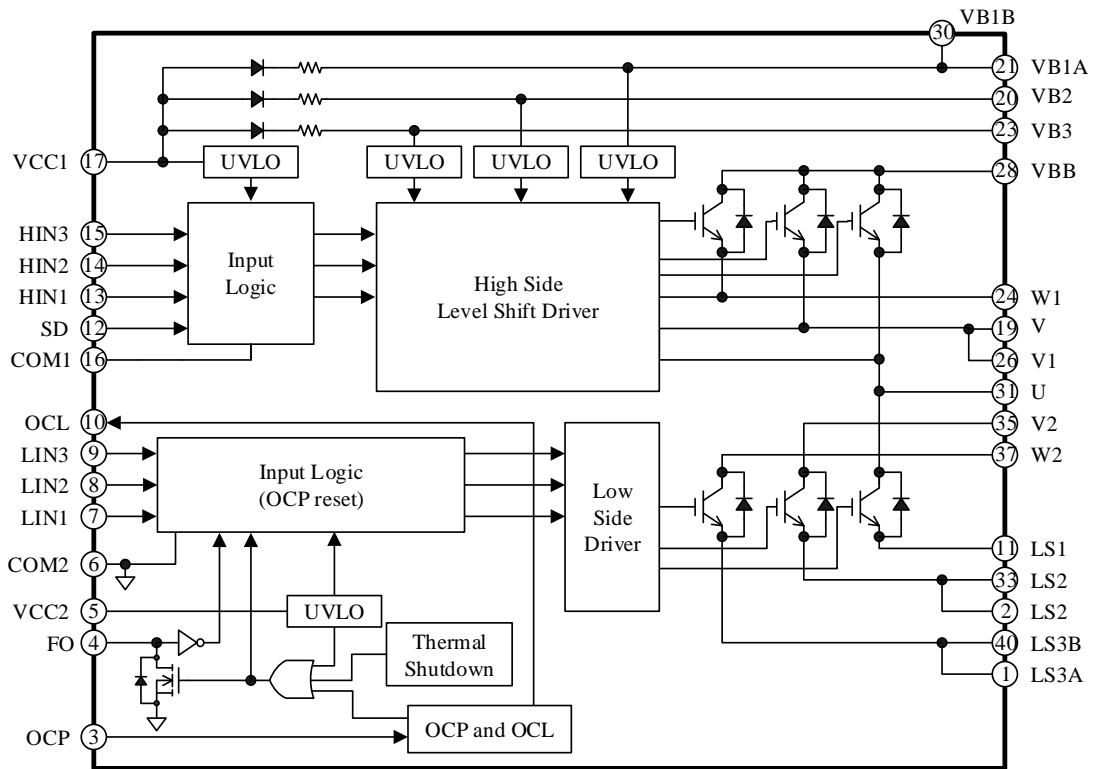 VB1B
30
21 VB1A
20 VB2
23 VB3
VCC1 17
UVLO
UVLO
UVLO
UVLO
28 VBB
HIN3 15
HIN2 14
HIN1 13
SD 12
COM1 16
Input
Logic
High Side
Level Shift Driver
24 W1
19 V
26 V1
31 U
35 V2
37 W2
OCL 10
LIN3 9
LIN2 8
LIN1 7
COM2 6
VCC2 5
FO 4
OCP 3
Input Logic
(OCP reset)
Low
Side
Driver
UVLO
Thermal
Shutdown
OCP and OCL
11 LS1
33 LS2
2 LS2
40 LS3B
1 LS3A